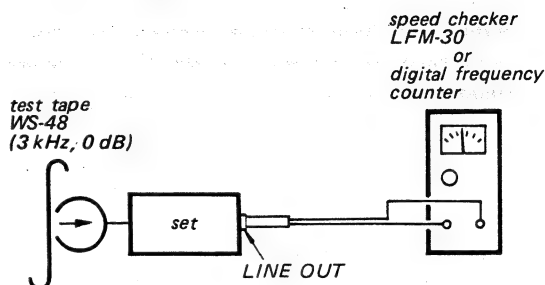 speed checker
LFM-30
or
digital frequency
counter
test tape
WS-48
(3 kHz, 0 dB)
set
LINE OUT